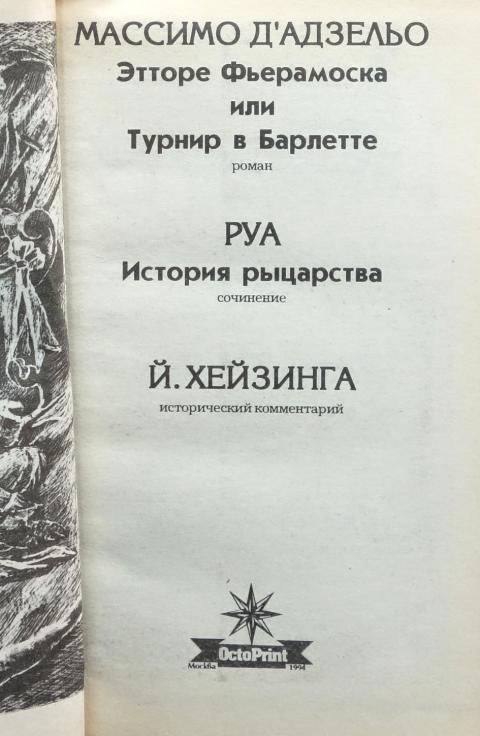 МАССИМО Д'АДЗЕЛЬО
Этторе Фьерамоска
или
Турнир в Барлетте
роман
РУА
История рыцарства
сочинение
Й. ХЕЙЗИНГА
исторический комментарий
OctoPrint
Москва 1994